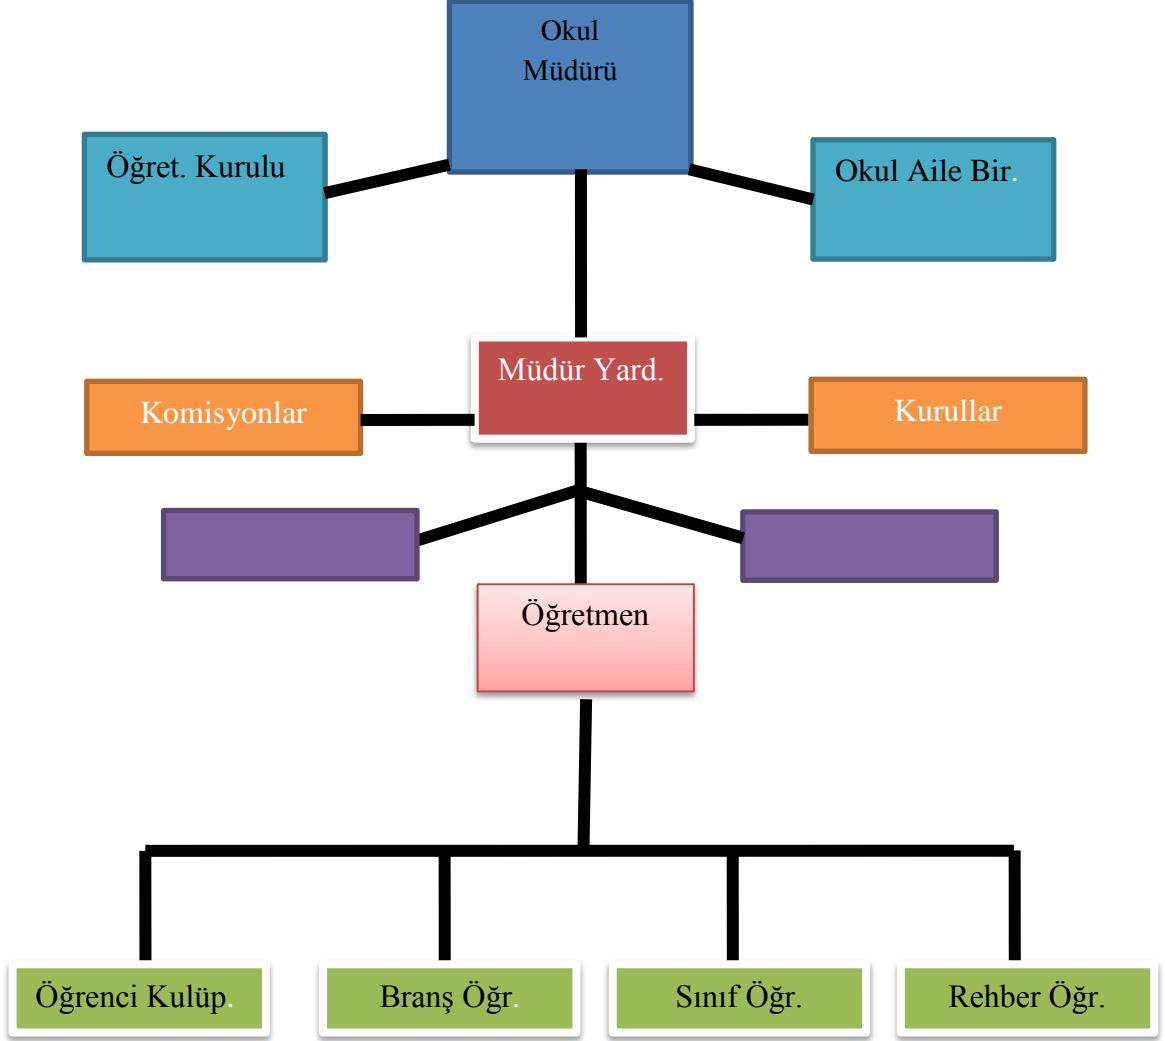 Okul
Müdürü
Öğret. Kurulu
Okul Aile Bir.
Müdür Yard.
Komisyonlar
Kurullar
Öğretmen
Öğrenci Kulüp.
Branş Öğr.
Sınıf Öğr.
Rehber Öğr.